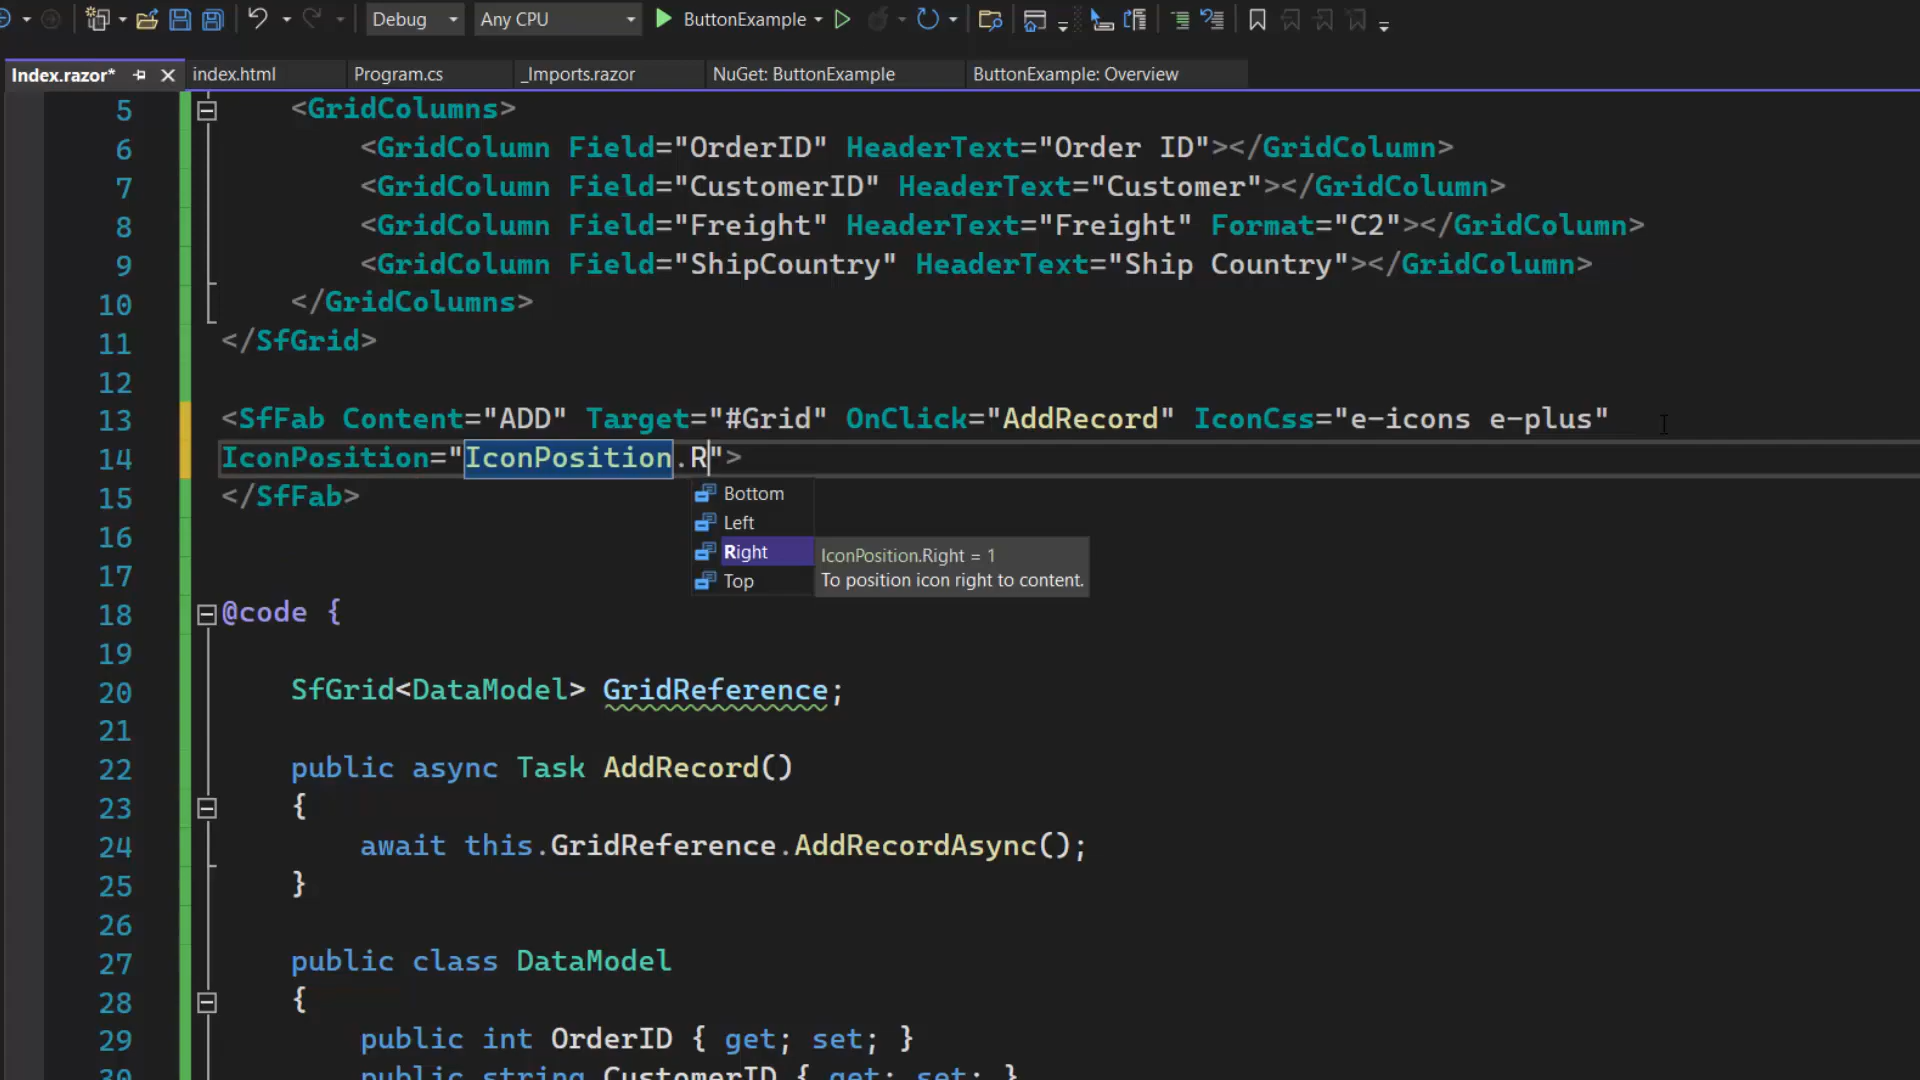 Debug Any CPU ButtonExample
Index.razor* index.html Program.cs _Imports.razor NuGet: ButtonExample ButtonExample: Overview
5 <GridColumns>
6 <GridColumn Field="OrderID" HeaderText="Order ID"></GridColumn>
7 <GridColumn Field="CustomerID" HeaderText="Customer"></GridColumn>
8 <GridColumn Field="Freight" HeaderText="Freight" Format="C2"></GridColumn>
9 <GridColumn Field="ShipCountry" HeaderText="Ship Country"></GridColumn>
10 </GridColumns>
11 </SfGrid>
12
13 <SfFab Content="ADD" Target="#Grid" OnClick="AddRecord" IconCss="e-icons e-plus"
14 IconPosition="IconPosition.R">
15 </SfFab>
Bottom
Left
Right IconPosition.Right = 1
Top To position icon right to content.
16
17
18 @code {
19
20 SfGrid<DataModel> GridReference;
21
22 public async Task AddRecord()
23 {
24 await this.GridReference.AddRecordAsync();
25 }
26
27 public class DataModel
28 {
29 public int OrderID { get; set; }
30 public string CustomerID { get; set; }